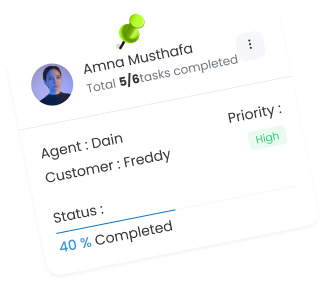 Amna Musthafa
Total 5/6tasks completed
Priority :
High
Agent : Dain
Customer : Freddy
Status :
40 % Completed